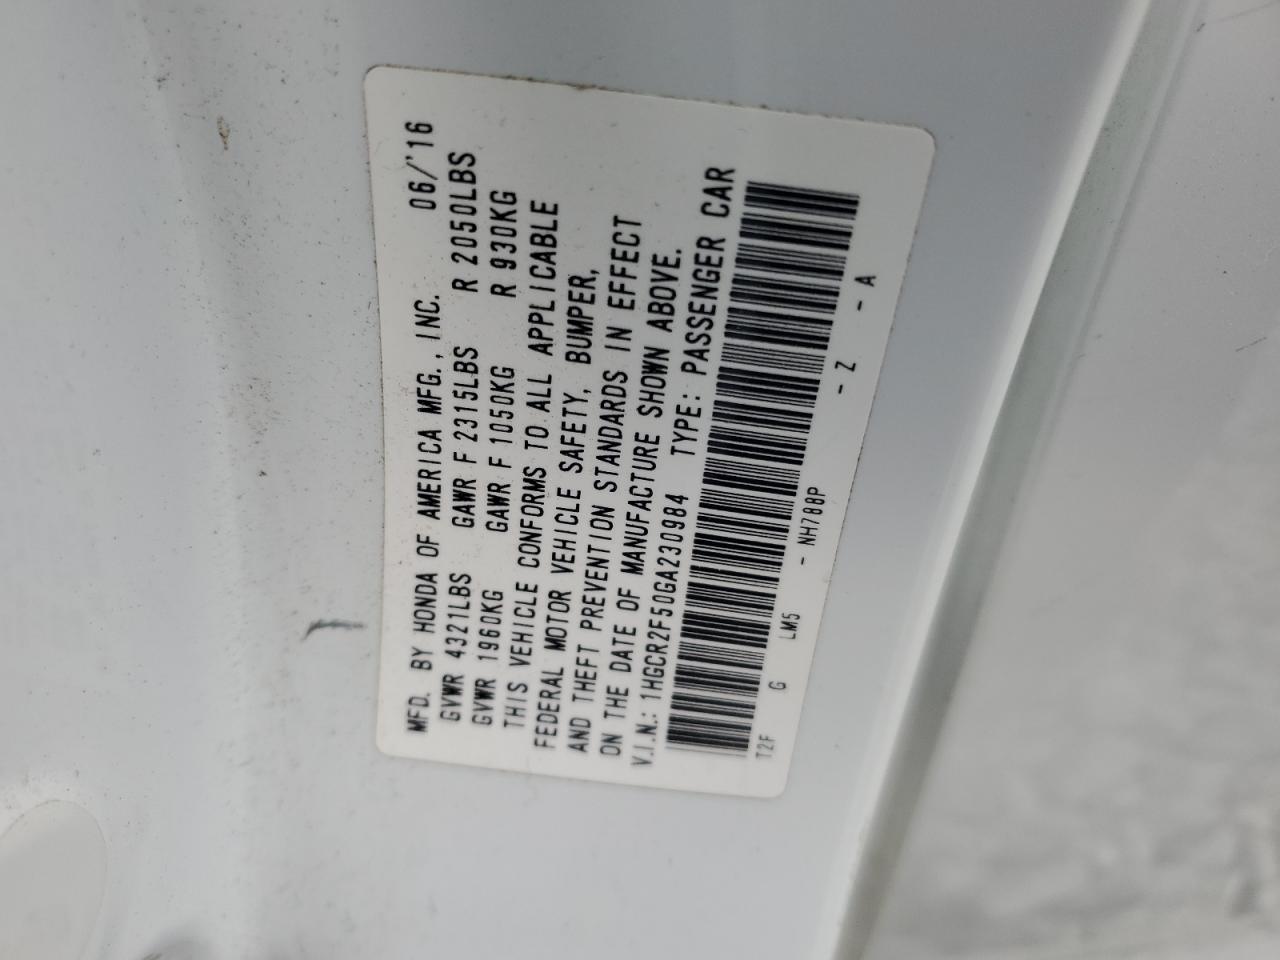 MFD. BY HONDA OF AMERICA MFG., INC. 06/'16
GVWR 4321LBS GAWR F 2315LBS R 2050LBS
GVWR 1960KG GAWR F 1050KG R 930KG
THIS VEHICLE CONFORMS TO ALL APPLICABLE
FEDERAL MOTOR VEHICLE SAFETY, BUMPER,
AND THEFT PREVENTION STANDARDS IN EFFECT
ON THE DATE OF MANUFACTURE SHOWN ABOVE.
V.I.N.: 1HGCR2F50GA230984 TYPE: PASSENGER CAR
T2F G LM5 - NH788P - Z - A